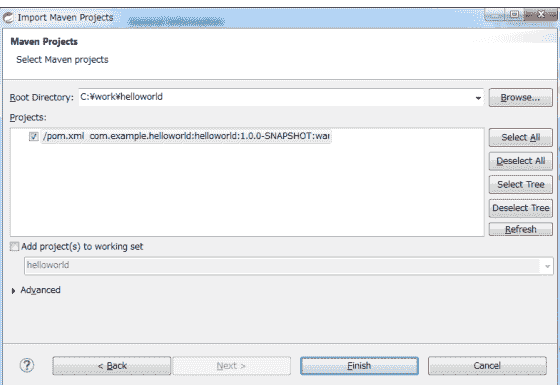 Import Maven Projects
Maven Projects
Select Maven projects
Root Directory: C:¥work¥helloworld
Browse...
Projects:
/pom.xml com.example.helloworld:helloworld:1.0.0-SNAPSHOT:war
Select All
Deselect All
Select Tree
Deselect Tree
Refresh
Add project(s) to working set
helloworld
Advanced
< Back
Next >
Finish
Cancel